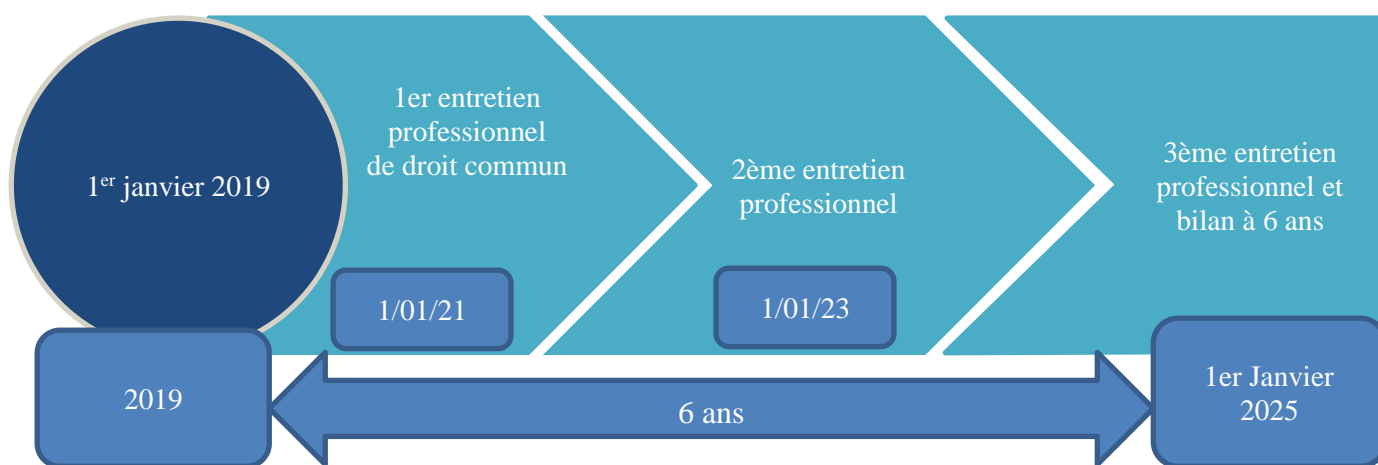 1er janvier 2019
1er entretien
professionnel
de droit commun
2ème entretien
professionnel
3ème entretien
professionnel et
bilan à 6 ans
1/01/21
1/01/23
2019
6 ans
1er Janvier
2025